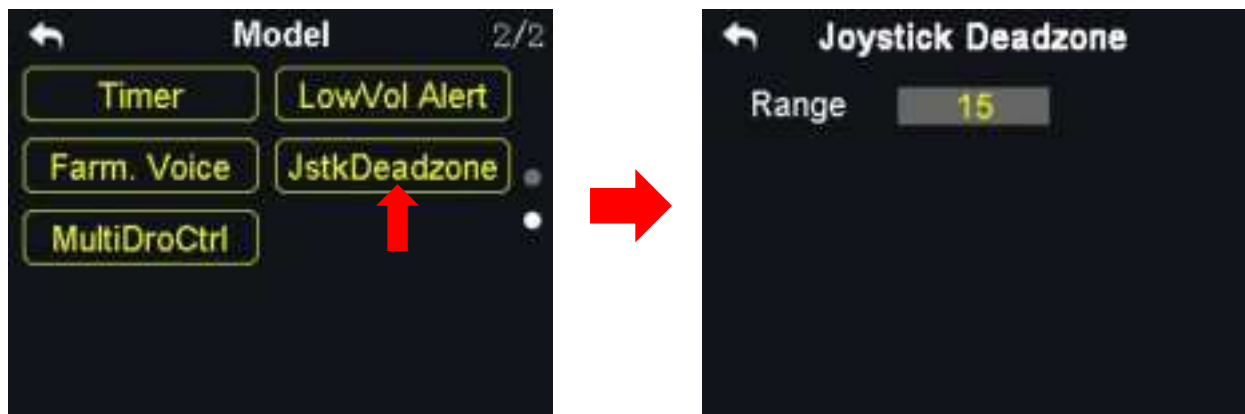 Model 2/2
Timer LowVol Alert
Farm. Voice JstkDeadzone
MultiDroCtrl
Joystick Deadzone
Range 15